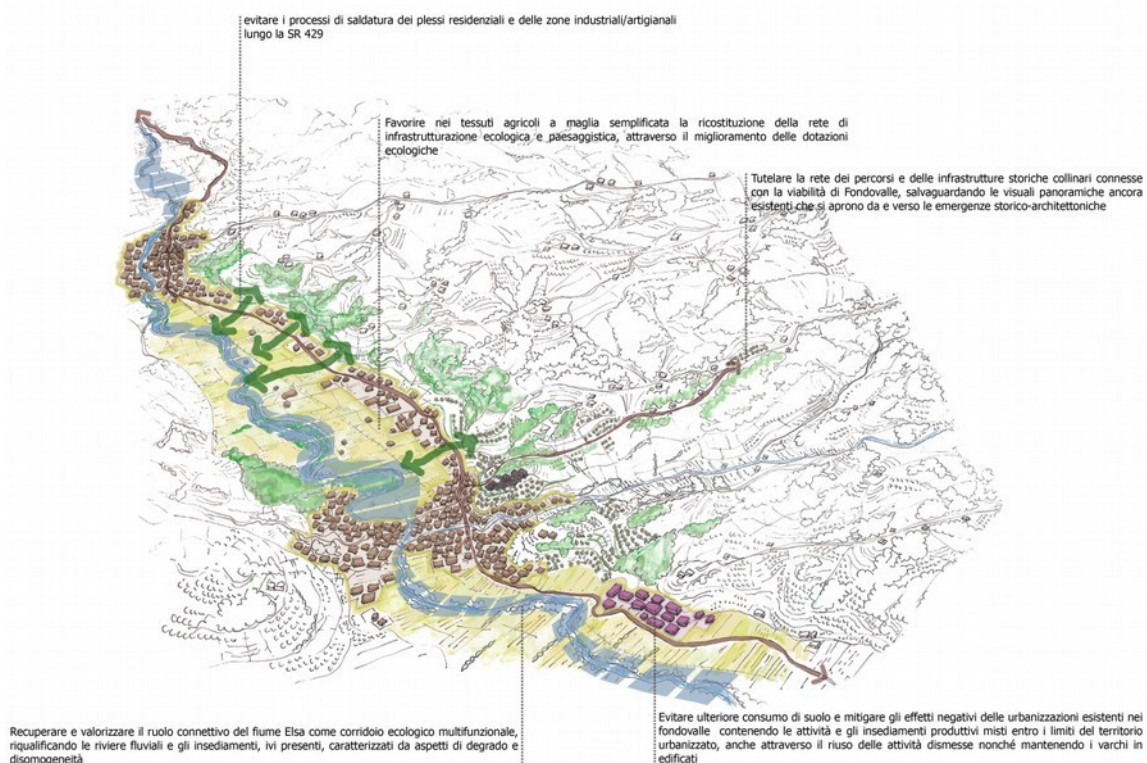 evitare i processi di saldatura dei plessi residenziali e delle zone industriali/artigianali
lungo la SR 429
Favorire nei tessuti agricoli a maglia semplificata la ricostituzione della rete di
infrastrutturazione ecologica e paesaggistica, attraverso il miglioramento delle dotazioni
ecologiche
Tutelare la rete dei percorsi e delle infrastrutture storiche collinari connesse
con la viabilità di Fondovalle, salvaguardando le visuali panoramiche ancora
esistenti che si aprono da e verso le emergenze storico-architettoniche
Recuperare e valorizzare il ruolo connettivo del fiume Elsa come corridoio ecologico multifunzionale,
riqualificando le riviere fluviali e gli insediamenti, ivi presenti, caratterizzati da aspetti di degrado e
disomogeneità
Evitare ulteriore consumo di suolo e mitigare gli effetti negativi delle urbanizzazioni esistenti nei
fondovalle contenendo le attività e gli insediamenti produttivi misti entro i limiti del territorio
urbanizzato, anche attraverso il riuso delle attività dismesse nonché mantenendo i varchi in
edificati